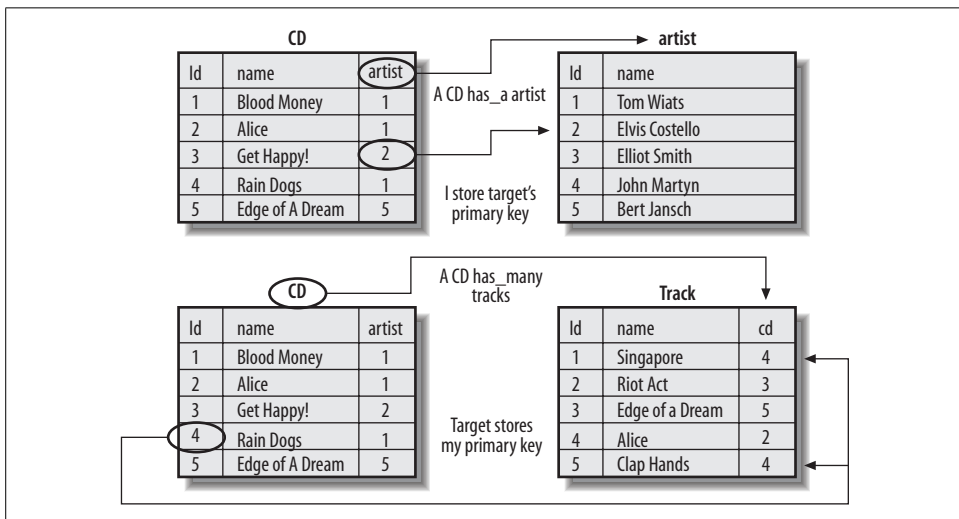 CD
Id name artist
1 Blood Money 1
2 Alice 1
3 Get Happy! 2
4 Rain Dogs 1
5 Edge of A Dream 5
A CD has_a artist
I store target's
primary key
artist
Id name
1 Tom Wiats
2 Elvis Costello
3 Elliot Smith
4 John Martyn
5 Bert Jansch
CD
Id name artist
1 Blood Money 1
2 Alice 1
3 Get Happy! 2
4 Rain Dogs 1
5 Edge of A Dream 5
A CD has_many
tracks
Target stores
my primary key
Track
Id name cd
1 Singapore 4
2 Riot Act 3
3 Edge of a Dream 5
4 Alice 2
5 Clap Hands 4